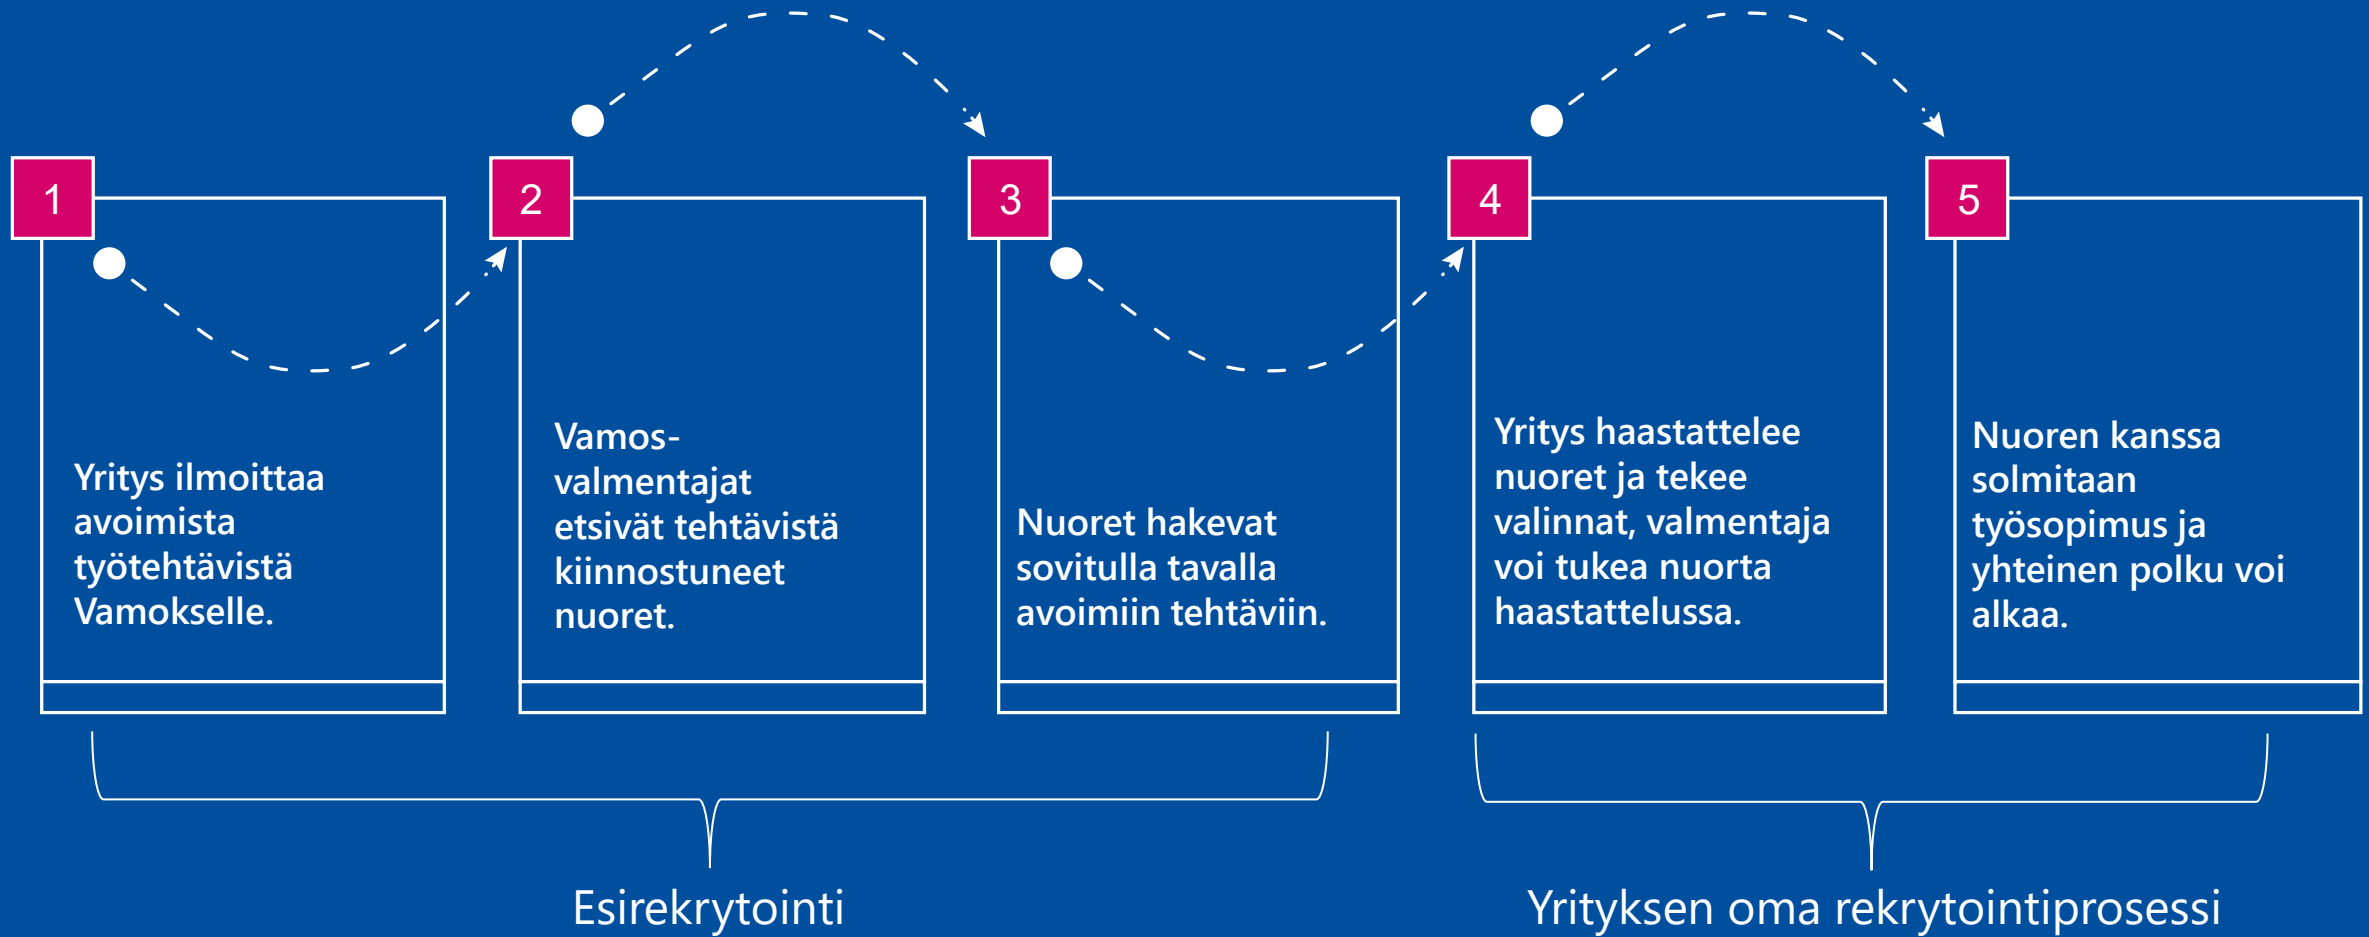 1
Yritys ilmoittaa
avoimista
työtehtävistä
Vamokselle.
2
Vamos-
valmentajat
etsivät tehtävistä
kiinnostuneet
nuoret.
3
Nuoret hakevat
sovitulla tavalla
avoimiin tehtäviin.
4
Yritys haastattelee
nuoret ja tekee
valinnat, valmentaja
voi tukea nuorta
haastattelussa.
5
Nuoren kanssa
solmitaan
työsopimus ja
yhteinen polku voi
alkaa.
Esirekrytointi
Yrityksen oma rekrytointiprosessi